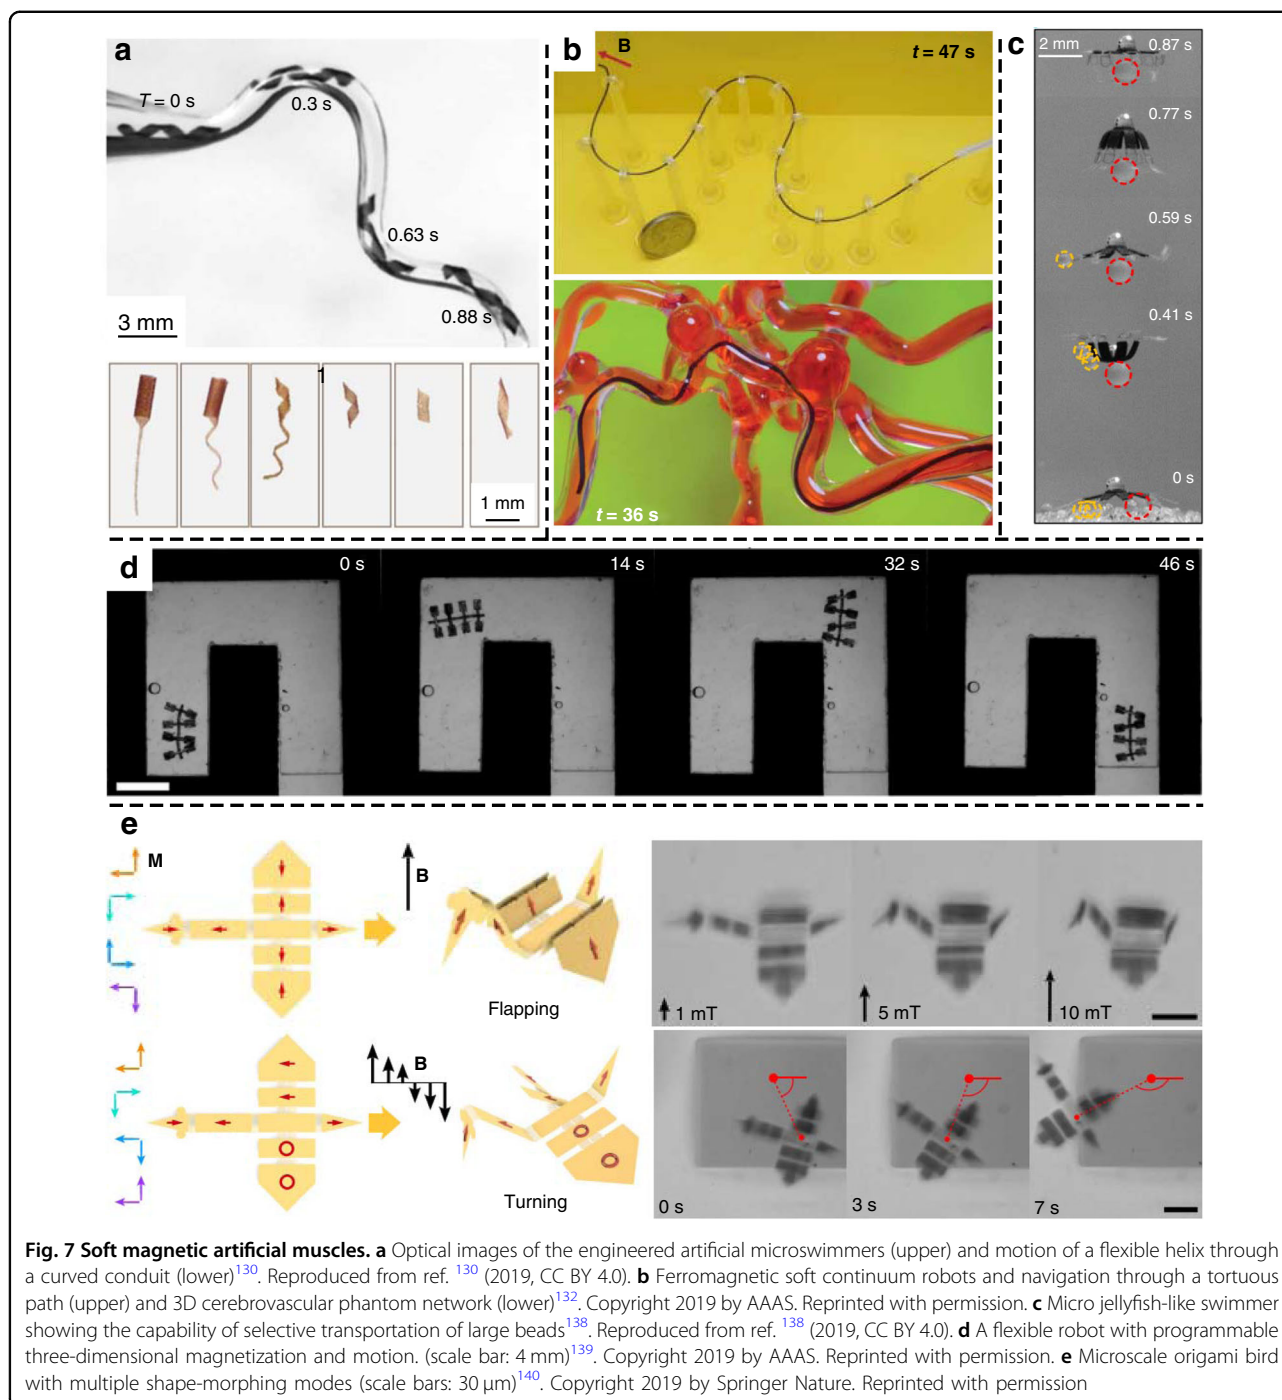 a
T = 0 s
0.3 s
0.63 s
0.88 s
3 mm
1
1 mm
b
B
t = 47 s
t = 36 s
c
2 mm
0.87 s
0.77 s
0.59 s
0.41 s
0 s
d
0 s
14 s
32 s
46 s
e
M
B
Flapping
1 mT
5 mT
10 mT
B
Turning
0 s
3 s
7 s
Fig. 7 Soft magnetic artificial muscles. a Optical images of the engineered artificial microswimmers (upper) and motion of a flexible helix through
a curved conduit (lower)130. Reproduced from ref. 130 (2019, CC BY 4.0). b Ferromagnetic soft continuum robots and navigation through a tortuous
path (upper) and 3D cerebrovascular phantom network (lower)132. Copyright 2019 by AAAS. Reprinted with permission. c Micro jellyfish-like swimmer
showing the capability of selective transportation of large beads138. Reproduced from ref. 138 (2019, CC BY 4.0). d A flexible robot with programmable
three-dimensional magnetization and motion. (scale bar: 4 mm)139. Copyright 2019 by AAAS. Reprinted with permission. e Microscale origami bird
with multiple shape-morphing modes (scale bars: 30 μm)140. Copyright 2019 by Springer Nature. Reprinted with permission